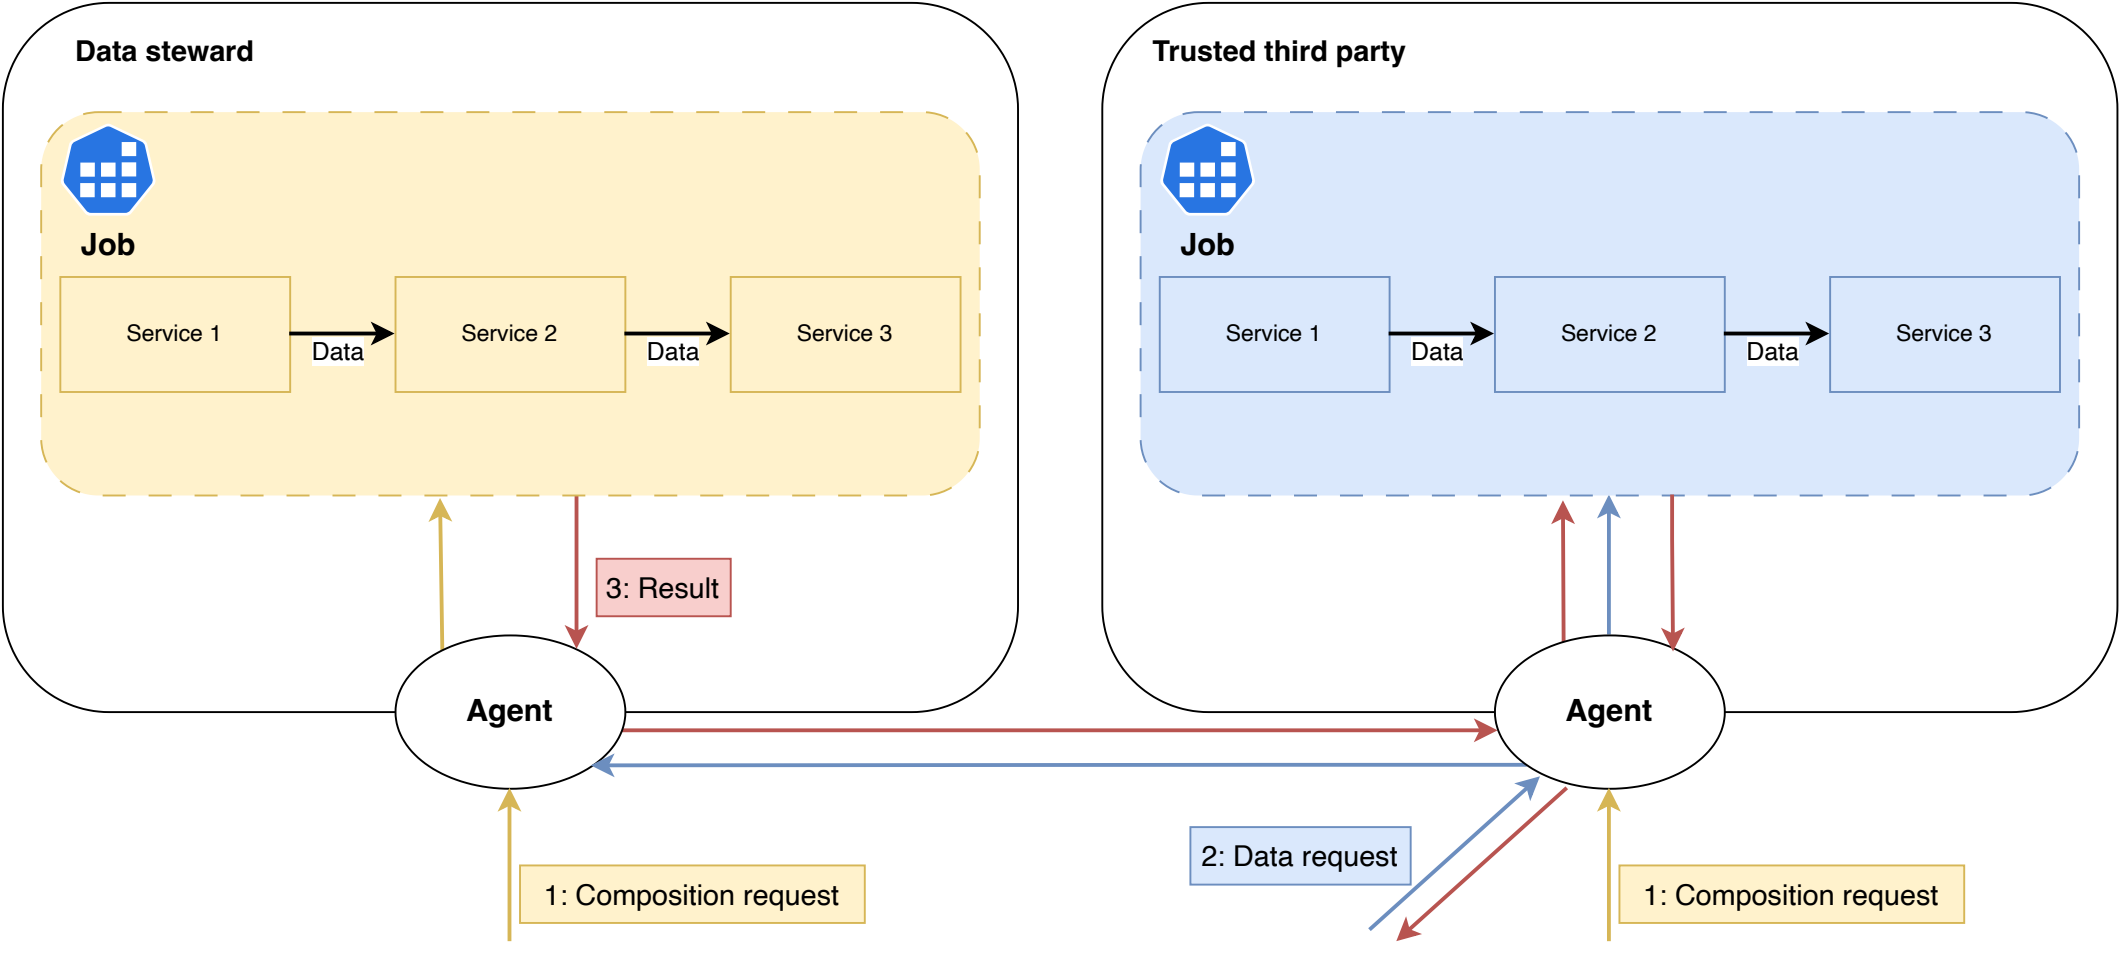 Data steward
Job
Service 1
Data
Service 2
Data
Service 3
3: Result
Agent
1: Composition request
Trusted third party
Job
Service 1
Data
Service 2
Data
Service 3
Agent
2: Data request
1: Composition request